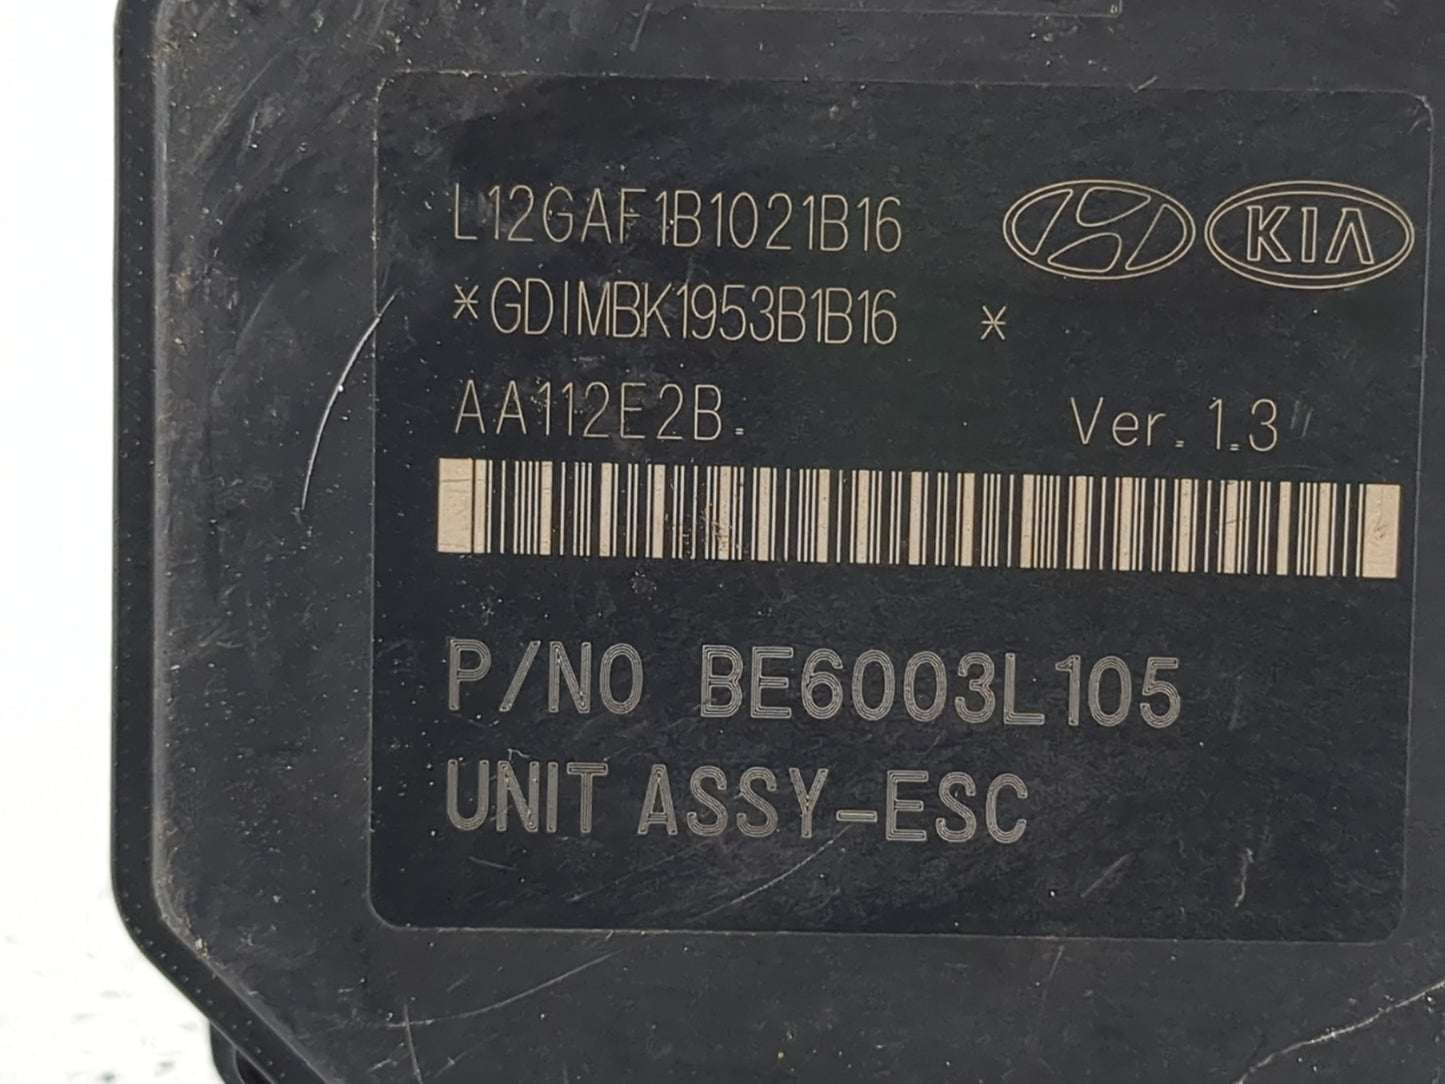 L12GAF1B1021B16
KIA
*GDIMBK1953B1B16 *
AA112E2B. Ver. 1.3
P/NO BE6003L105
UNIT ASSY-ESC